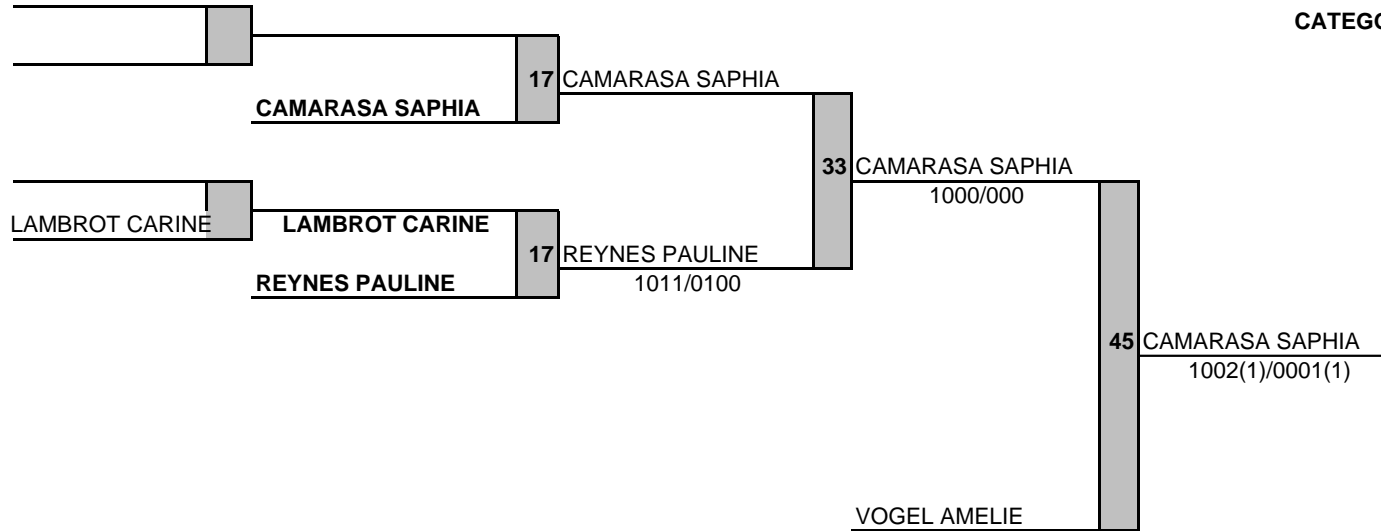 CATEGO
17 CAMARASA SAPHIA
CAMARASA SAPHIA
33 CAMARASA SAPHIA
1000/000
LAMBROT CARINE
LAMBROT CARINE
17 REYNES PAULINE
REYNES PAULINE
1011/0100
45 CAMARASA SAPHIA
1002(1)/0001(1)
VOGEL AMELIE